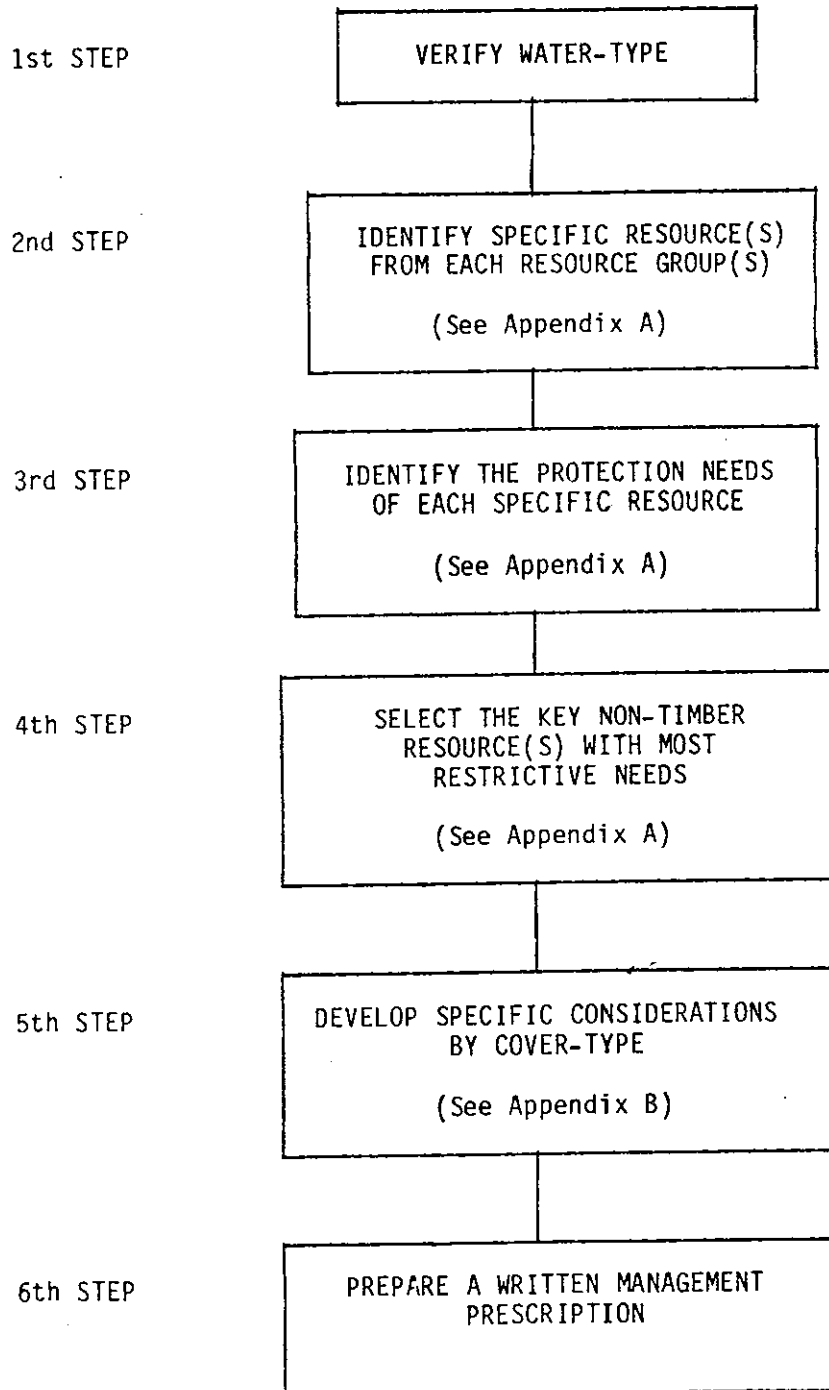 1st STEP
VERIFY WATER-TYPE
2nd STEP
IDENTIFY SPECIFIC RESOURCE(S)
FROM EACH RESOURCE GROUP(S)
(See Appendix A)
3rd STEP
IDENTIFY THE PROTECTION NEEDS
OF EACH SPECIFIC RESOURCE
(See Appendix A)
4th STEP
SELECT THE KEY NON-TIMBER
RESOURCE(S) WITH MOST
RESTRICTIVE NEEDS
(See Appendix A)
5th STEP
DEVELOP SPECIFIC CONSIDERATIONS
BY COVER-TYPE
(See Appendix B)
6th STEP
PREPARE A WRITTEN MANAGEMENT
PRESCRIPTION